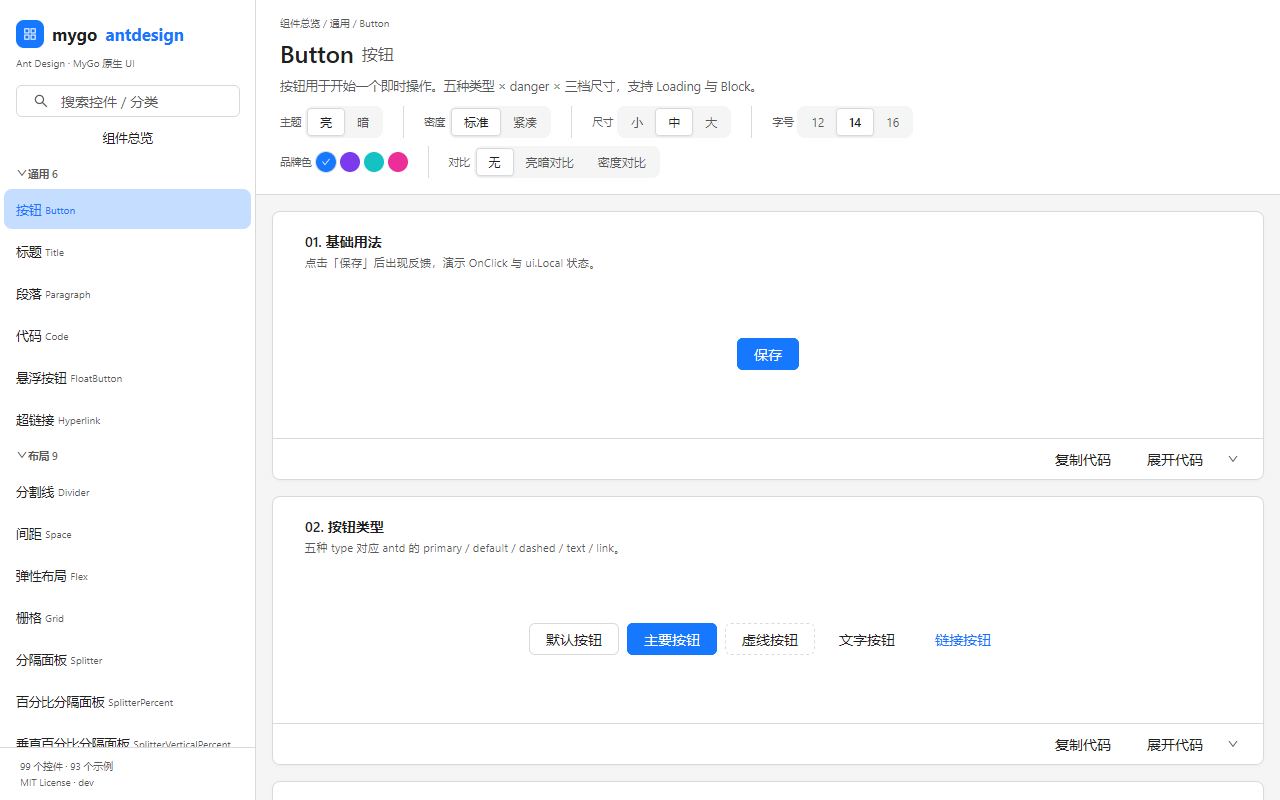 mygo antdesign
Ant Design · MyGo 原生 UI
搜索控件 / 分类
组件总览
通用 6
按钮 Button
标题 Title
段落 Paragraph
代码 Code
悬浮按钮 FloatButton
超链接 Hyperlink
布局 9
分割线 Divider
间距 Space
弹性布局 Flex
栅格 Grid
分隔面板 Splitter
百分比分隔面板 SplitterPercent
垂直百分比分隔面板 SplitterVerticalPercent
99 个控件 · 93 个示例
MIT License · dev
组件总览 / 通用 / Button
Button 按钮
按钮用于开始一个即时操作。五种类型 × danger × 三档尺寸，支持 Loading 与 Block。
主题 亮 暗 密度 标准 紧凑 尺寸 小 中 大 字号 12 14 16
品牌色 对比 无 亮暗对比 密度对比
01. 基础用法
点击「保存」后出现反馈，演示 OnClick 与 ui.Local 状态。
保存
复制代码 展开代码
02. 按钮类型
五种 type 对应 antd 的 primary / default / dashed / text / link。
默认按钮 主要按钮 虚线按钮 文字按钮 链接按钮
复制代码 展开代码